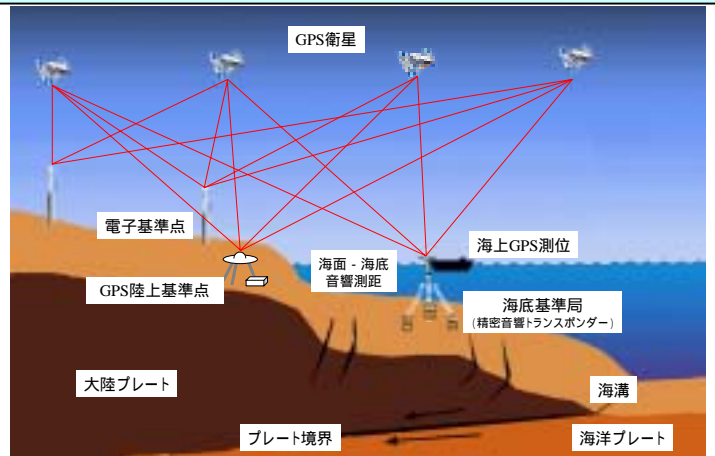 GPS衛星
電子基準点
GPS陸上基準点
海面 - 海底
音響測距
海上GPS測位
海底基準局
(精密音響トランスポンダー)
大陸プレート
海溝
プレート境界
海洋プレート